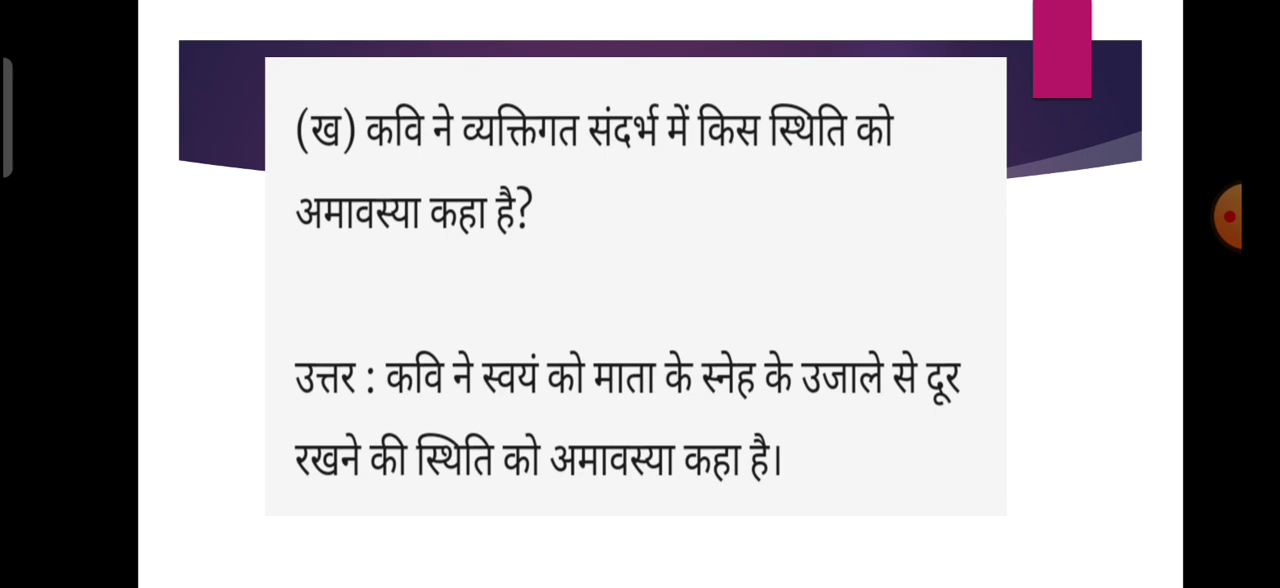 (ख) कवि ने व्यक्तिगत संदर्भ में किस स्थिति को
अमावस्या कहा है?
उत्तर : कवि ने स्वयं को माता के स्नेह के उजाले से दूर
रखने की स्थिति को अमावस्या कहा है।